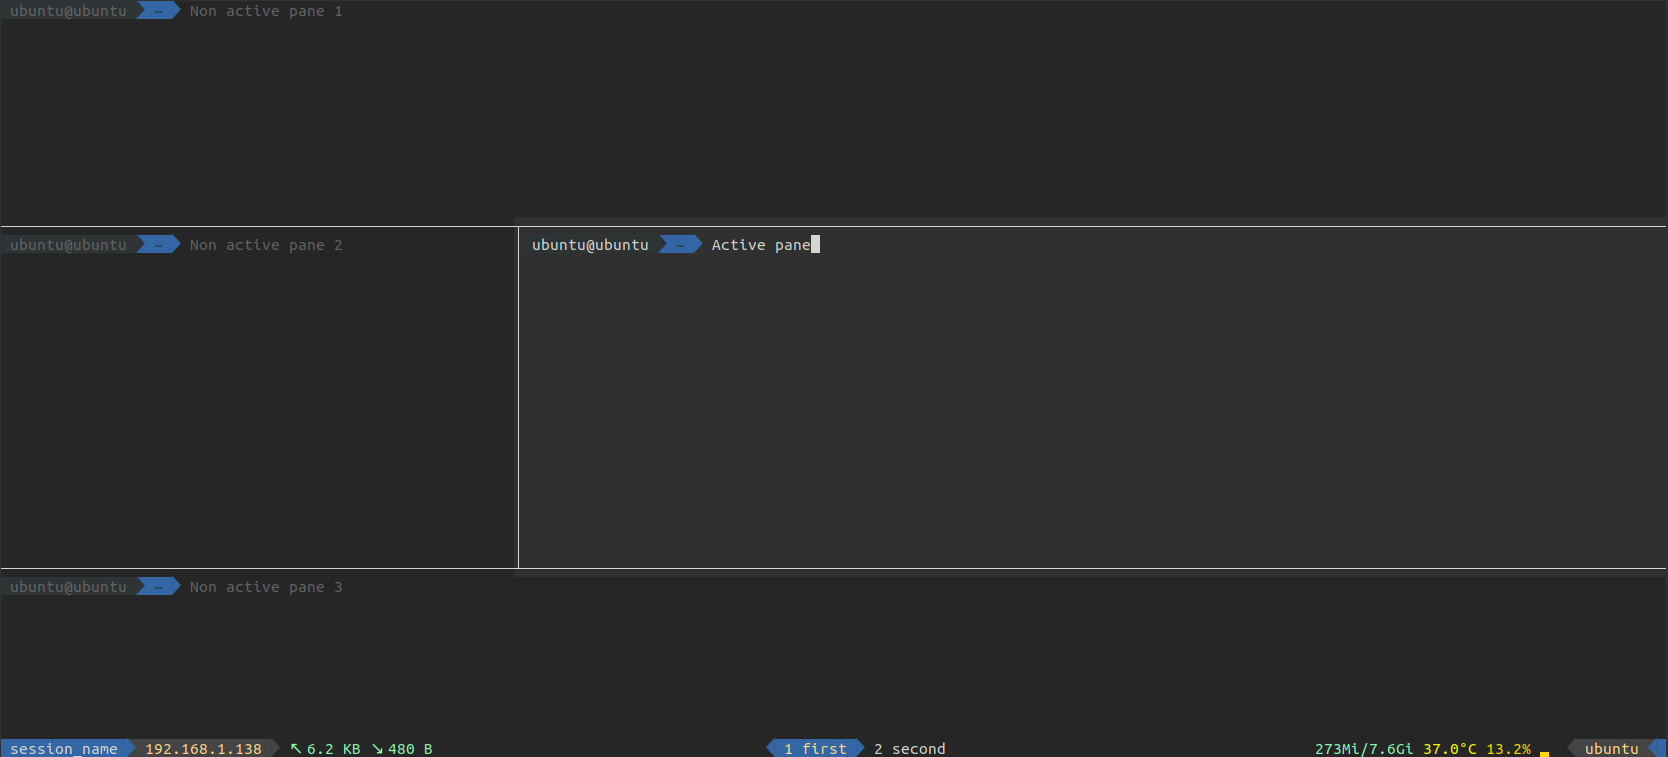 ubuntu@ubuntu ~ Non active pane 1
ubuntu@ubuntu ~ Non active pane 2
ubuntu@ubuntu ~ Active pane
ubuntu@ubuntu ~ Non active pane 3
session_name 192.168.1.138 ↖6.2 KB ↘480 B 1 first 2 second 273Mi/7.6Gi 37.0°C 13.2% ▂ ubuntu